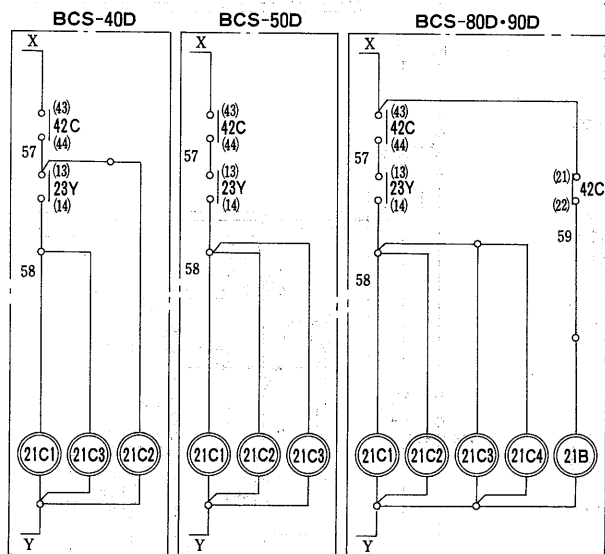 BCS-40D
X
(43)
42C
(44)
57
(13)
23Y
(14)
58
21C1 21C3 21C2
Y
BCS-50D
X
(43)
42C
(44)
57
(13)
23Y
(14)
58
21C1 21C2 21C3
Y
BCS-80D・90D
X
(43)
42C
(44)
57
(13)
23Y
(14)
(21)
42C
(22)
59
58
21C1 21C2 21C3 21C4 21B
Y